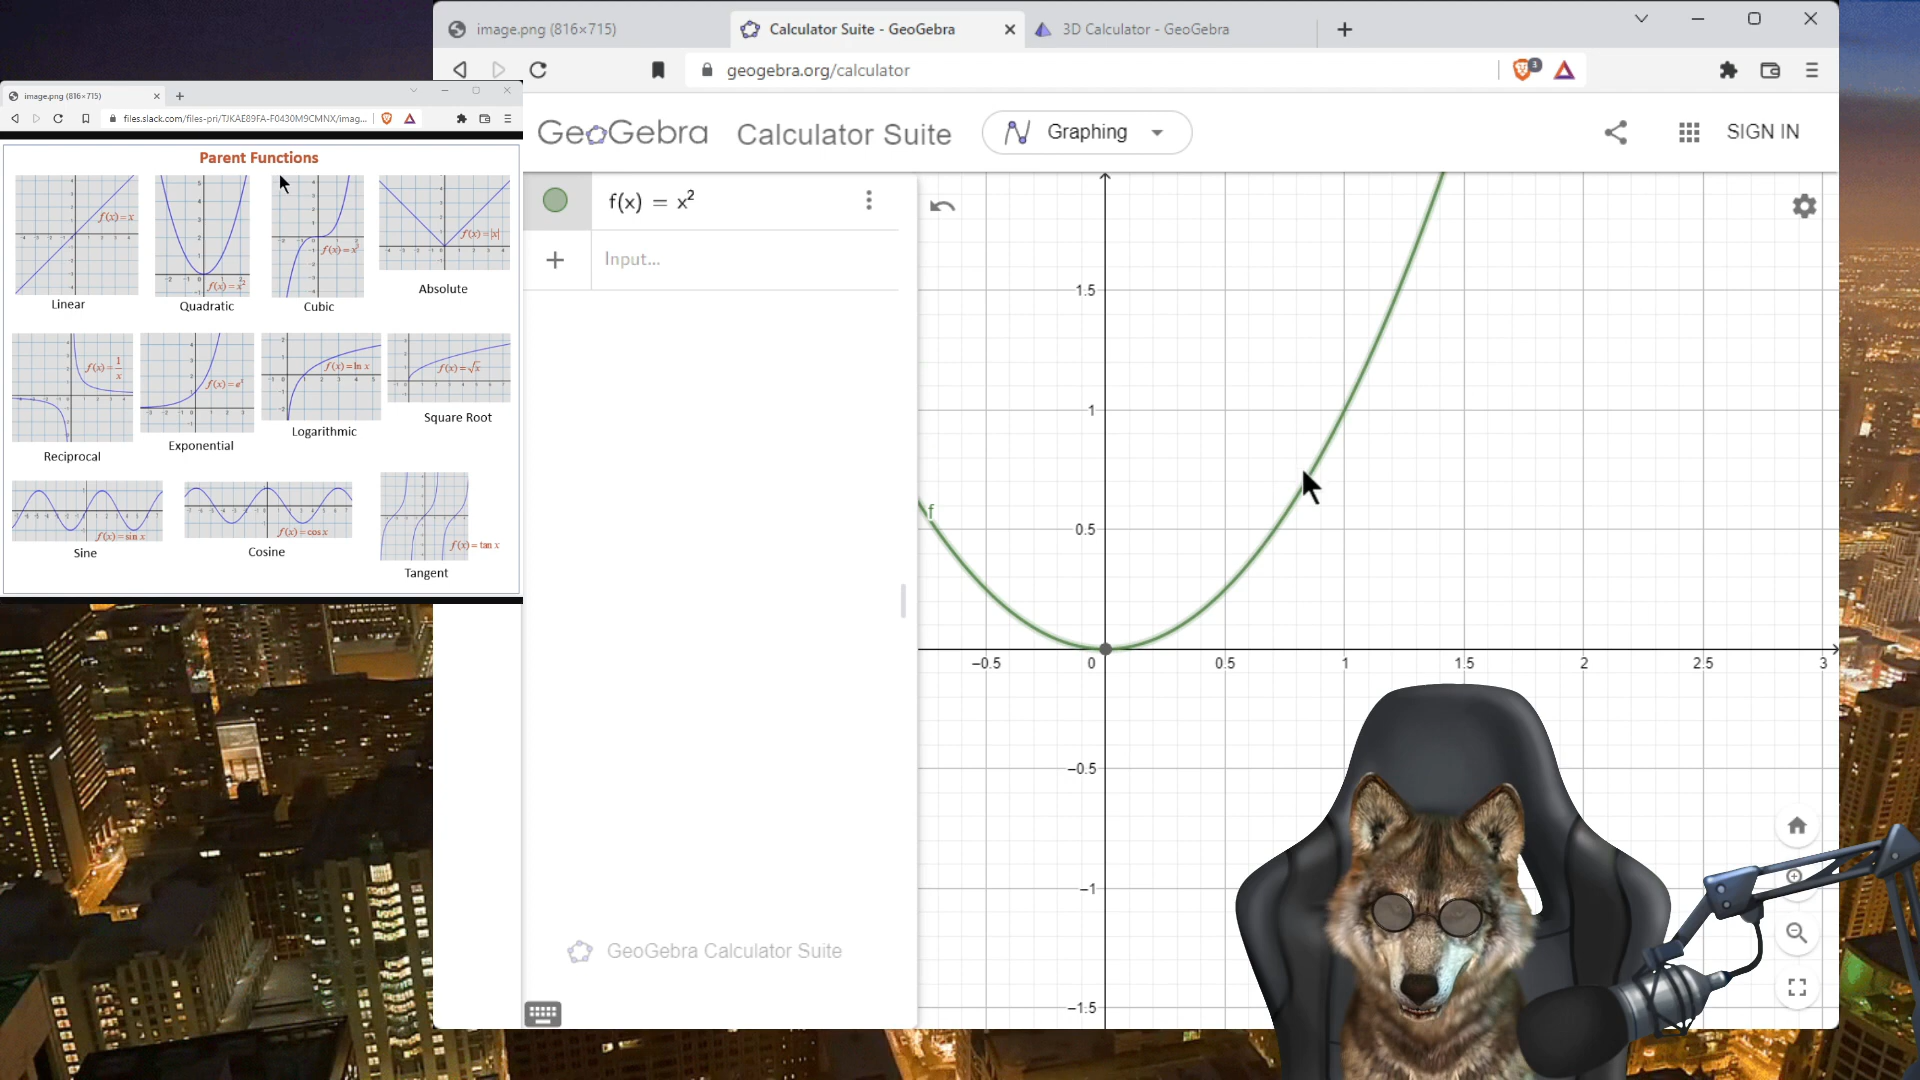 image.png (816×715)
Calculator Suite - GeoGebra
3D Calculator - GeoGebra
geogebra.org/calculator
3
image.png (816×715)
files.slack.com/files-pri/TJKAE89FA-F0430M9CMNX/imag...
GeoGebra
Calculator Suite
Graphing
SIGN IN
Parent Functions
f(x)=x
f(x)=x²
f(x)=x³
f(x)=|x|
Linear
Quadratic
Cubic
Absolute
f(x)=1/x
f(x)=eˣ
f(x)=ln x
f(x)=√x
Reciprocal
Exponential
Logarithmic
Square Root
f(x)=sin x
f(x)=cos x
f(x)=tan x
Sine
Cosine
Tangent
f(x) = x²
Input...
f
1.5
1
0.5
−0.5
0
0.5
1
1.5
2
2.5
3
−0.5
−1
−1.5
GeoGebra Calculator Suite